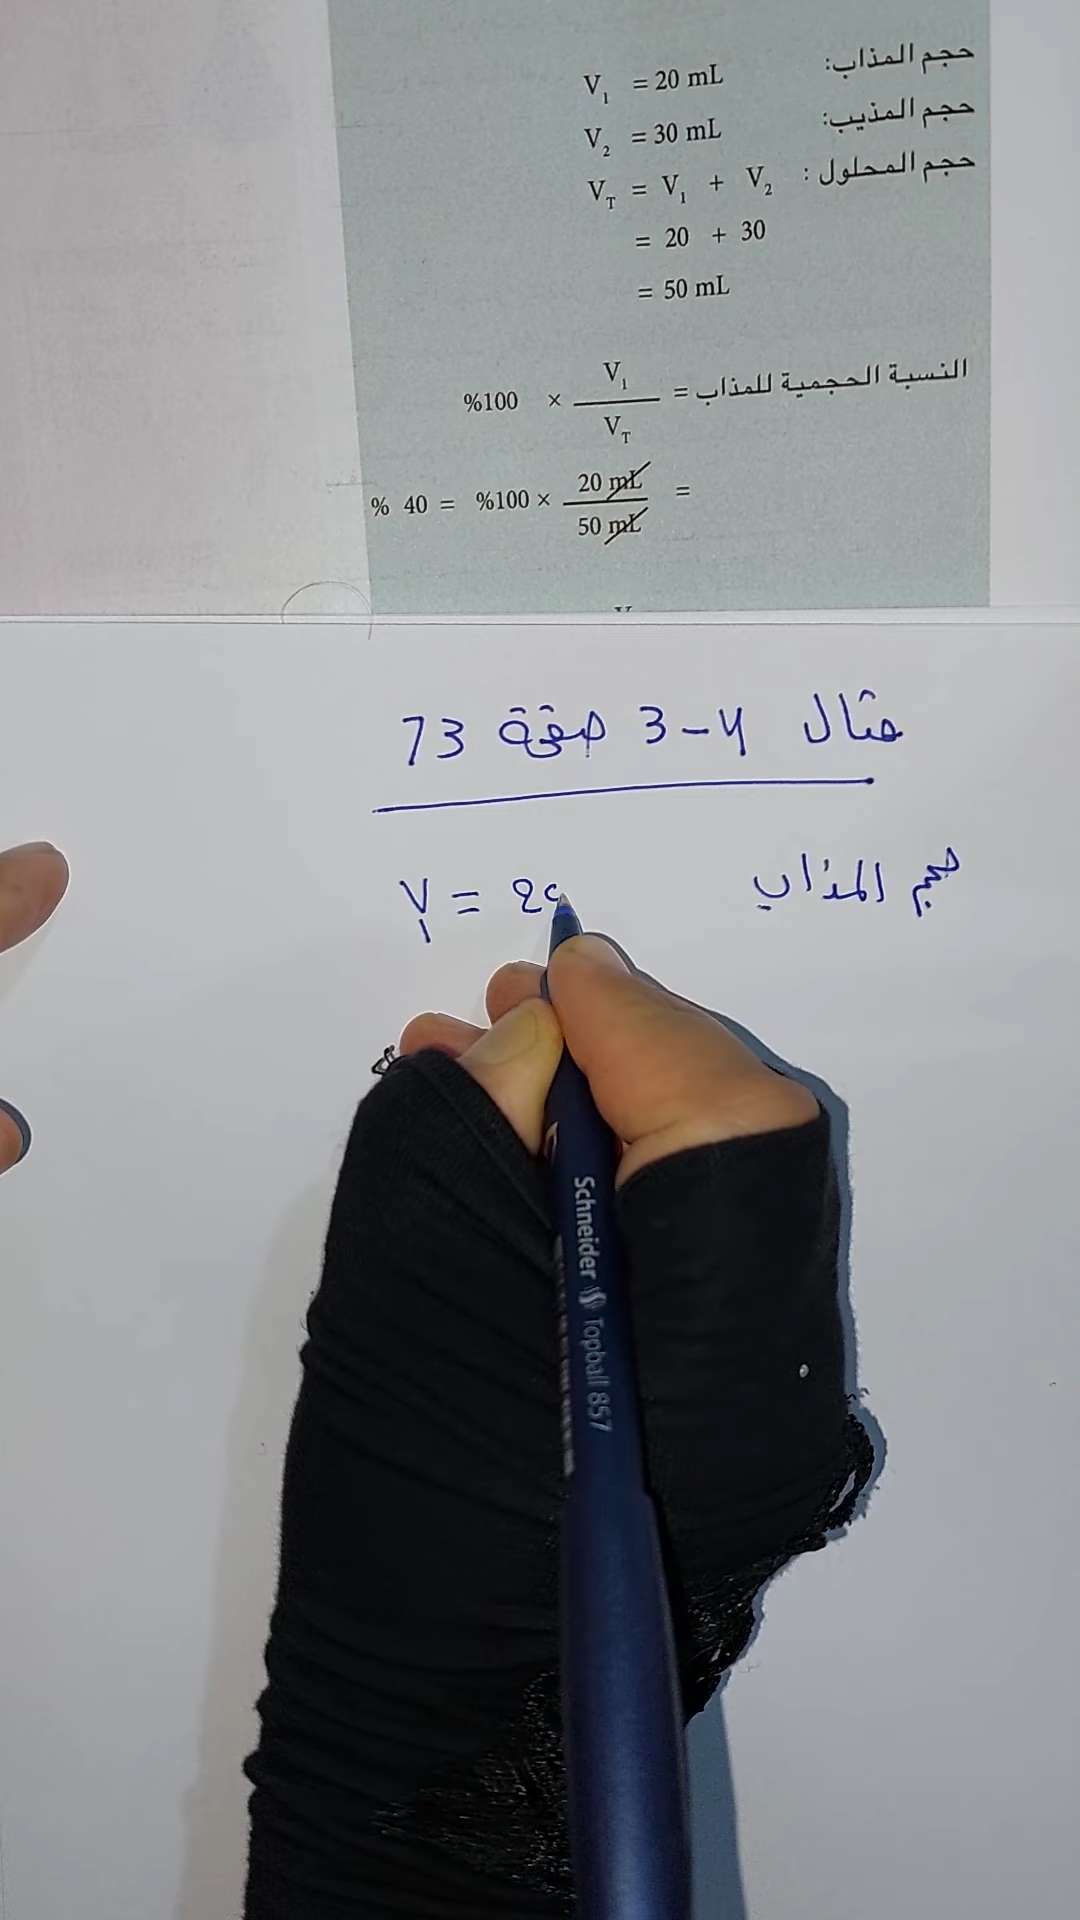 حجم المذاب: V₁ = 20 mL
حجم المذيب: V₂ = 30 mL
حجم المحلول : V_T = V₁ + V₂
= 20 + 30
= 50 mL
النسبة الحجمية للمذاب = V₁ / V_T × %100
= 20 mL / 50 mL × %100 = 40 %
مثال 4-3 صفحة 73
حجم المذاب V₁ = 20
Schneider Topball 857